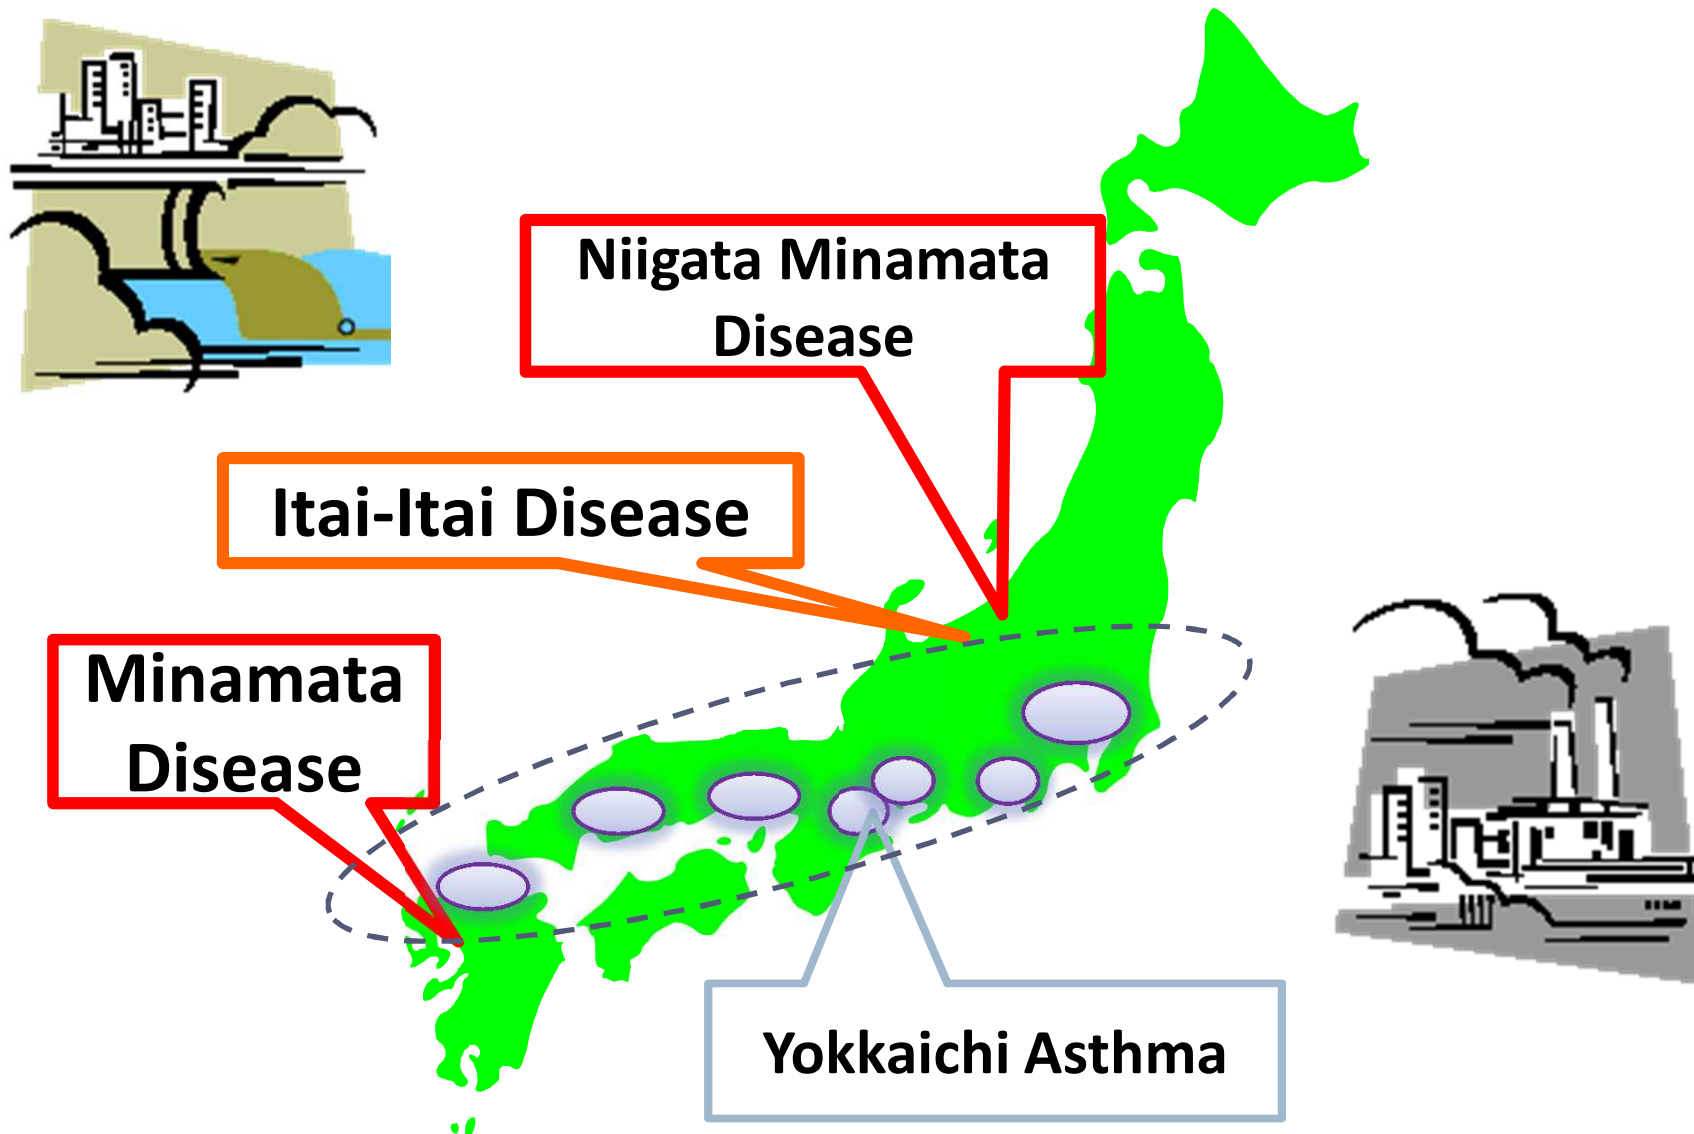 Niigata Minamata
Disease
Itai-Itai Disease
Minamata
Disease
Yokkaichi Asthma